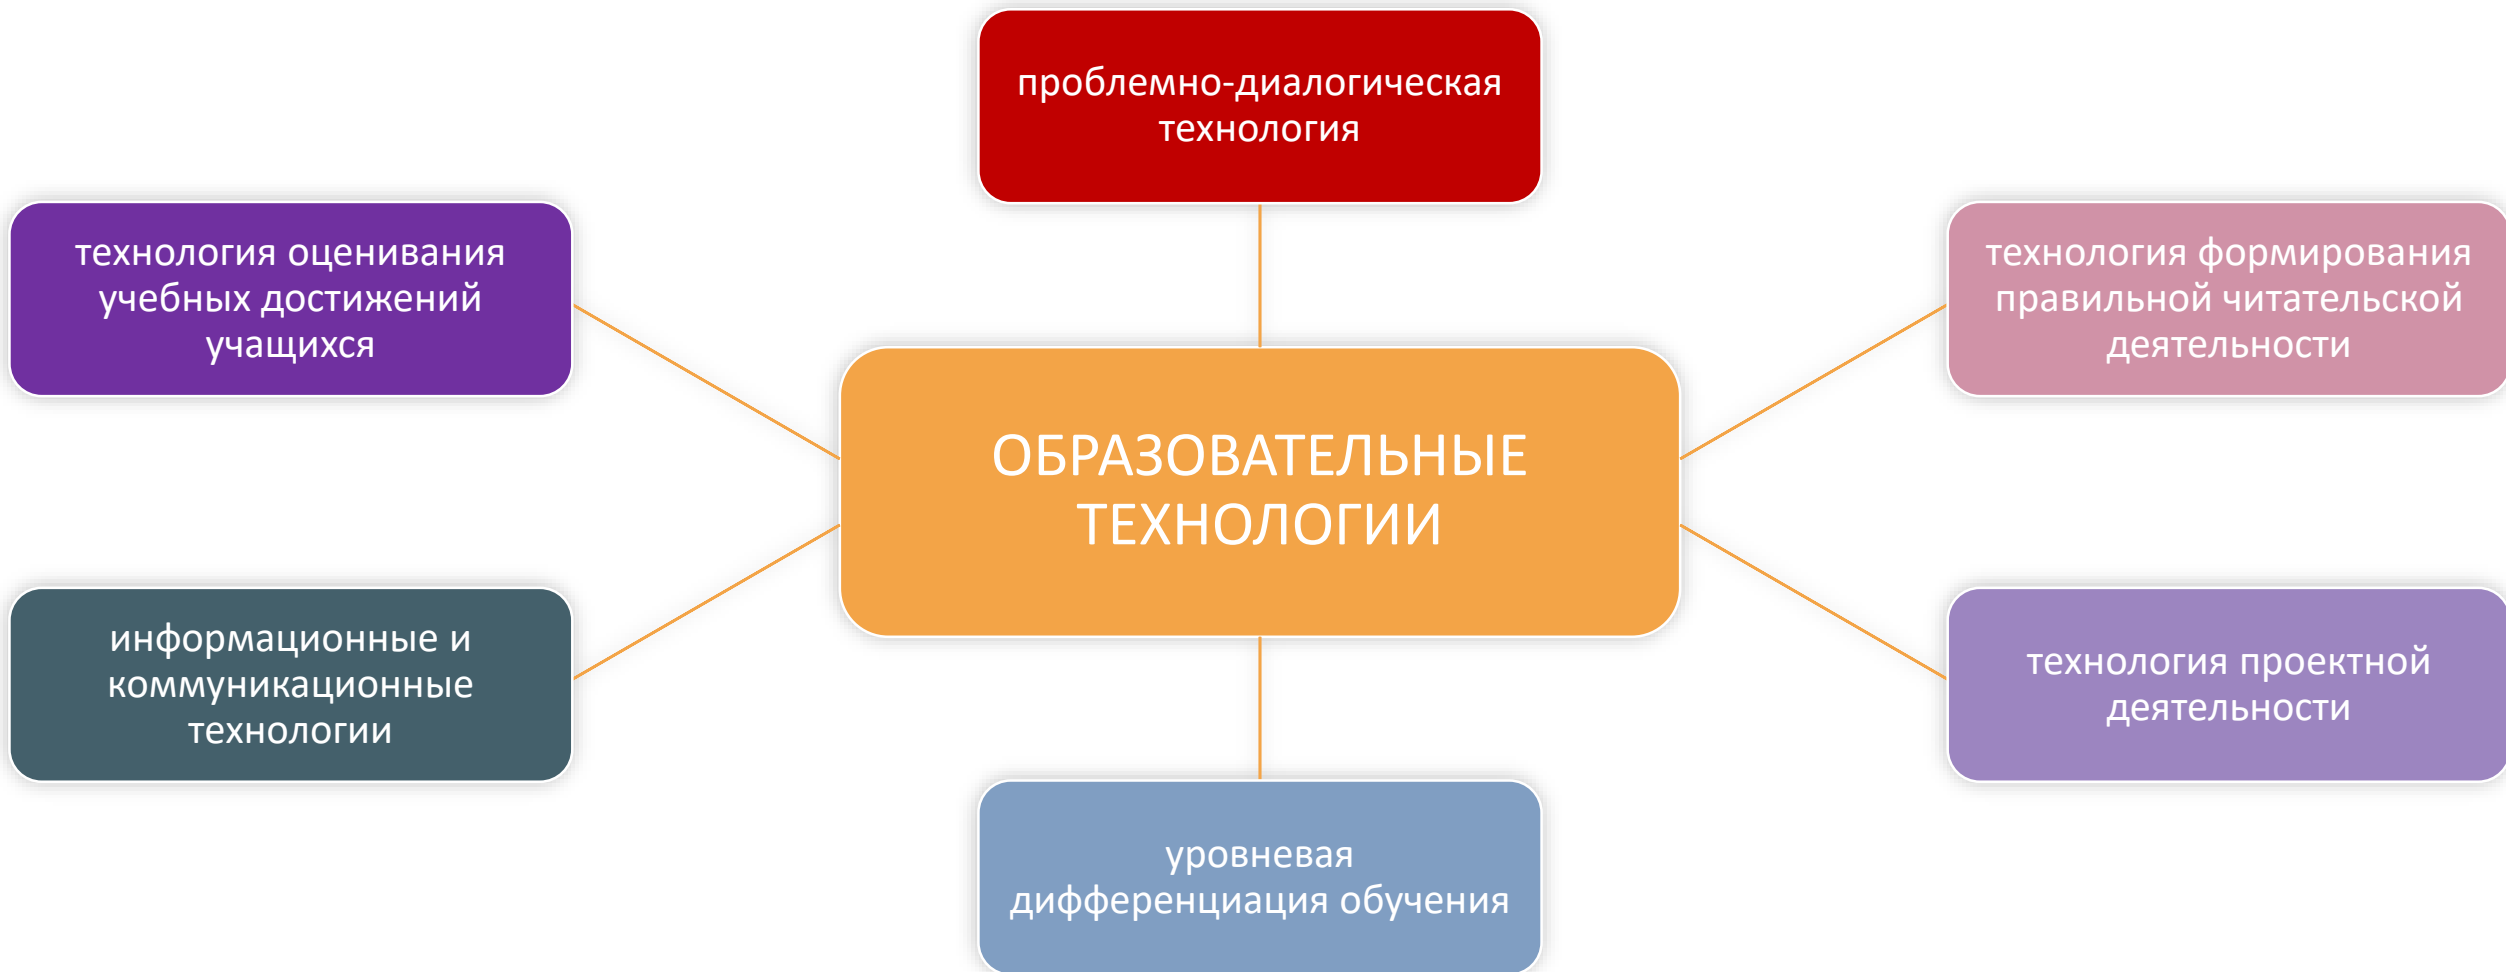 проблемно-диалогическая
технология
технология оценивания
учебных достижений
учащихся
технология формирования
правильной читательской
деятельности
ОБРАЗОВАТЕЛЬНЫЕ
ТЕХНОЛОГИИ
информационные и
коммуникационные
технологии
технология проектной
деятельности
уровневая
дифференциация обучения